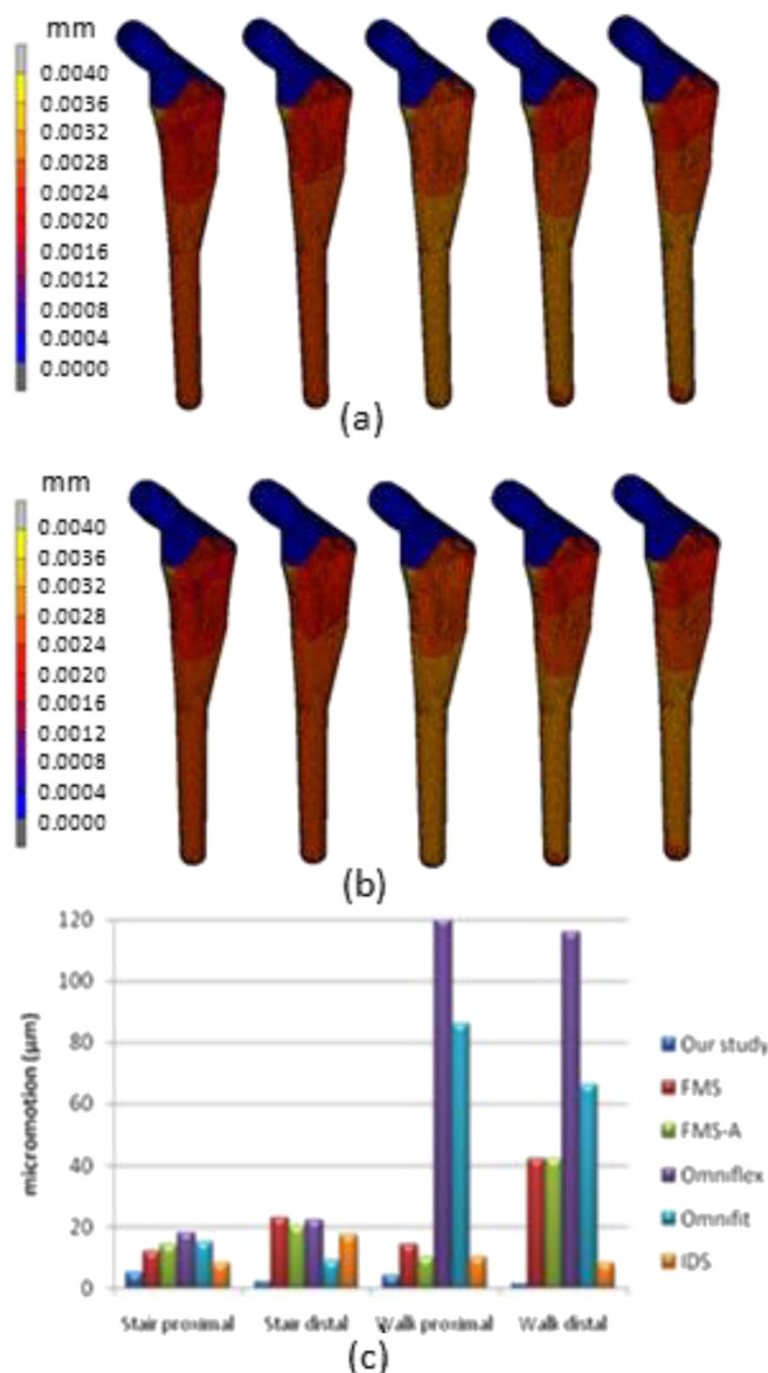 mm
0.0040
0.0036
0.0032
0.0028
0.0024
0.0020
0.0016
0.0012
0.0008
0.0004
0.0000
(a)
mm
0.0040
0.0036
0.0032
0.0028
0.0024
0.0020
0.0016
0.0012
0.0008
0.0004
0.0000
(b)
120
100
80
60
40
20
0
micromotion (µm)
Our study
FMS
FMS-A
Omniflex
Omnifit
IDS
Stair proximal
Stair distal
Walk proximal
Walk distal
(c)